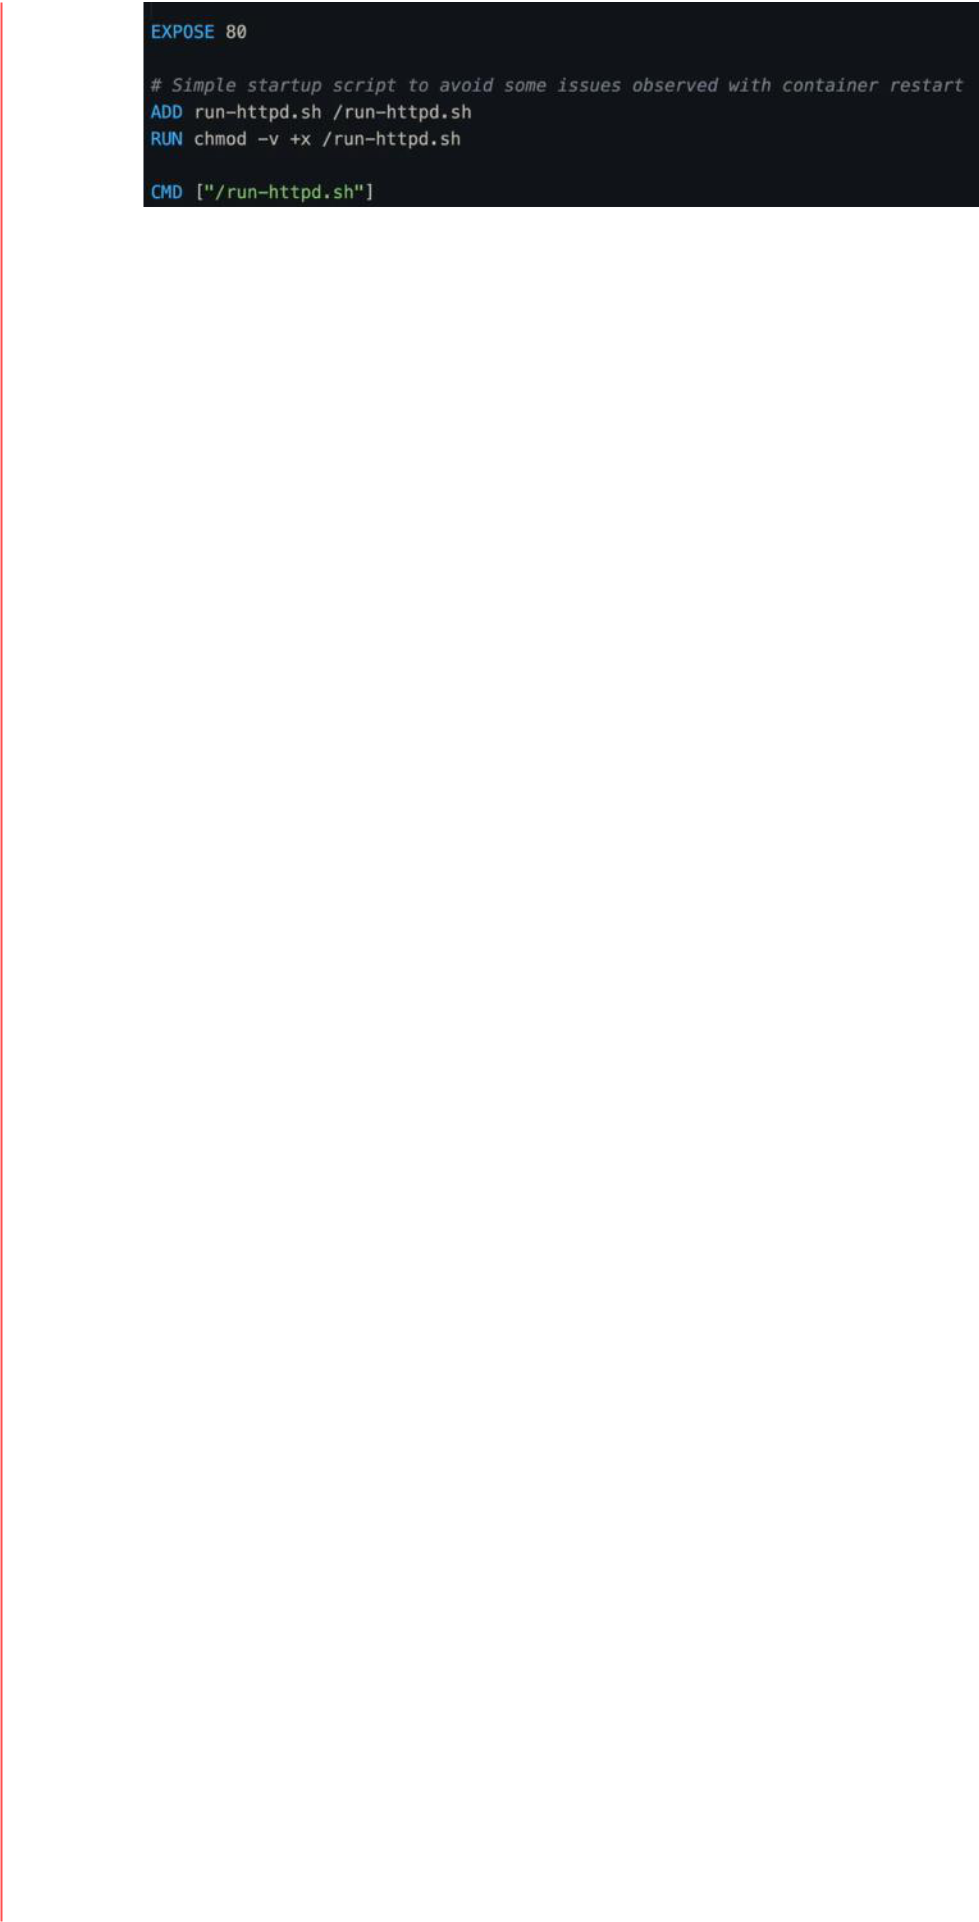 EXPOSE 80
# Simple startup script to avoid some issues observed with container restart
ADD run-httpd.sh /run-httpd.sh
RUN chmod -v +x /run-httpd.sh
CMD ["/run-httpd.sh"]